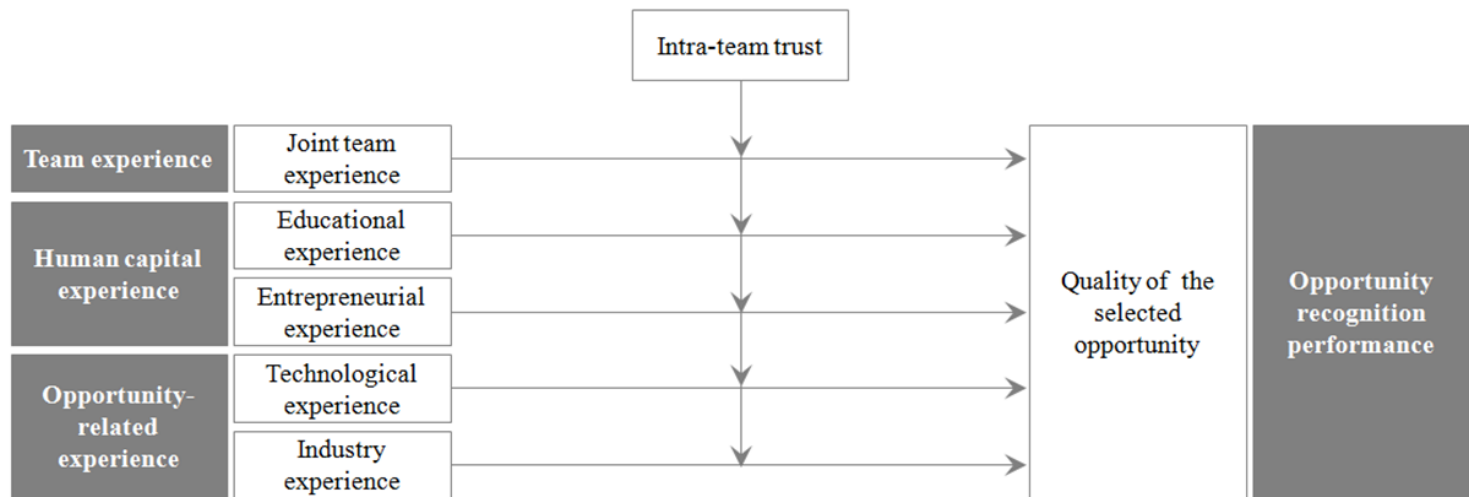 Intra-team trust
Team experience
Joint team
experience
Human capital
experience
Educational
experience
Entrepreneurial
experience
Opportunity-
related
experience
Technological
experience
Industry
experience
Quality of the
selected
opportunity
Opportunity
recognition
performance